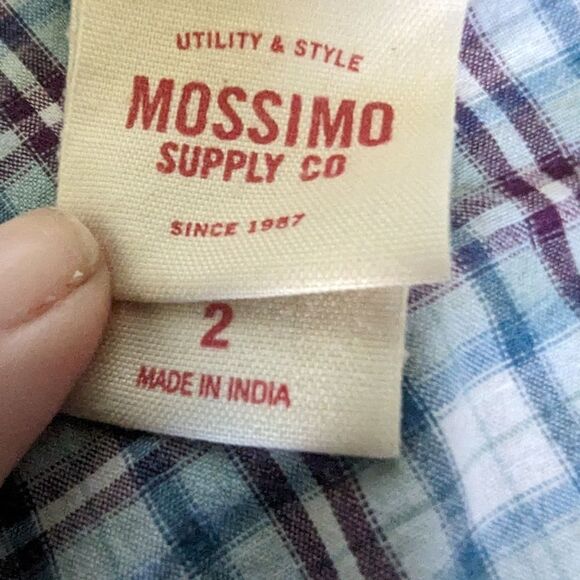 UTILITY & STYLE
MOSSIMO
SUPPLY CO
SINCE 1987
2
MADE IN INDIA